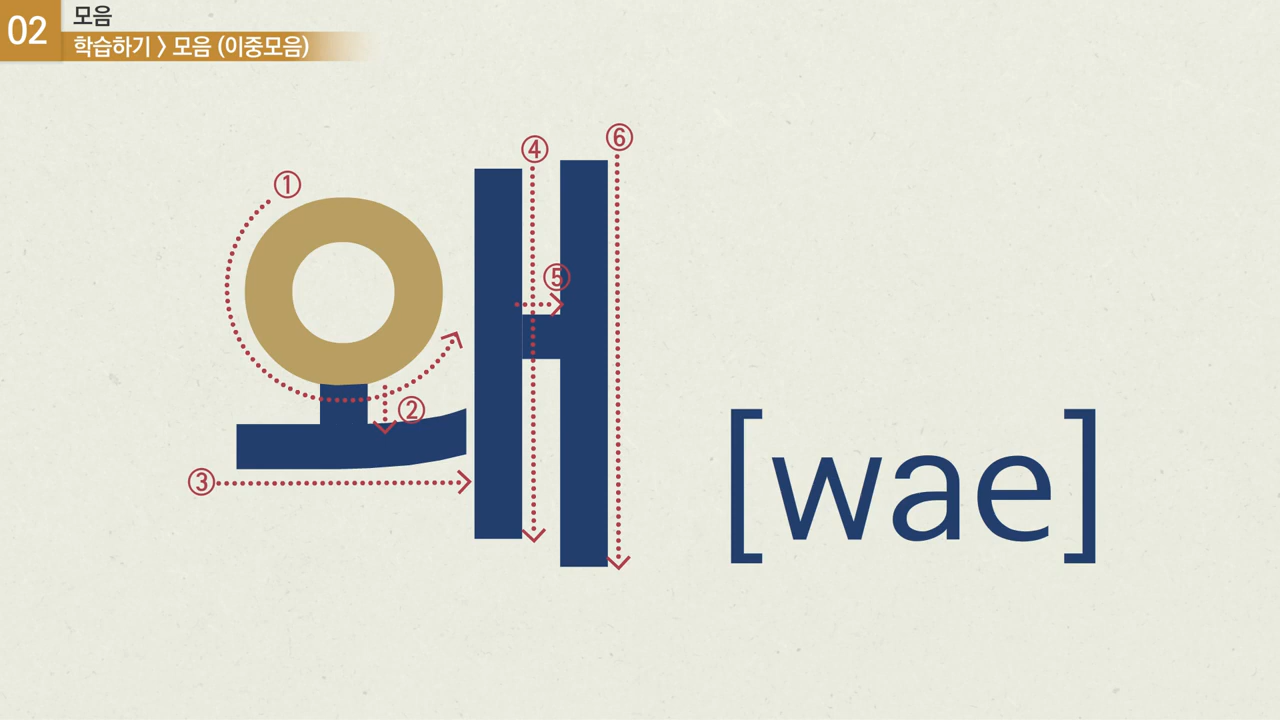 02
모음
학습하기 〉 모음 (이중모음)
① ② ③ ④ ⑤ ⑥
왜
[wae]